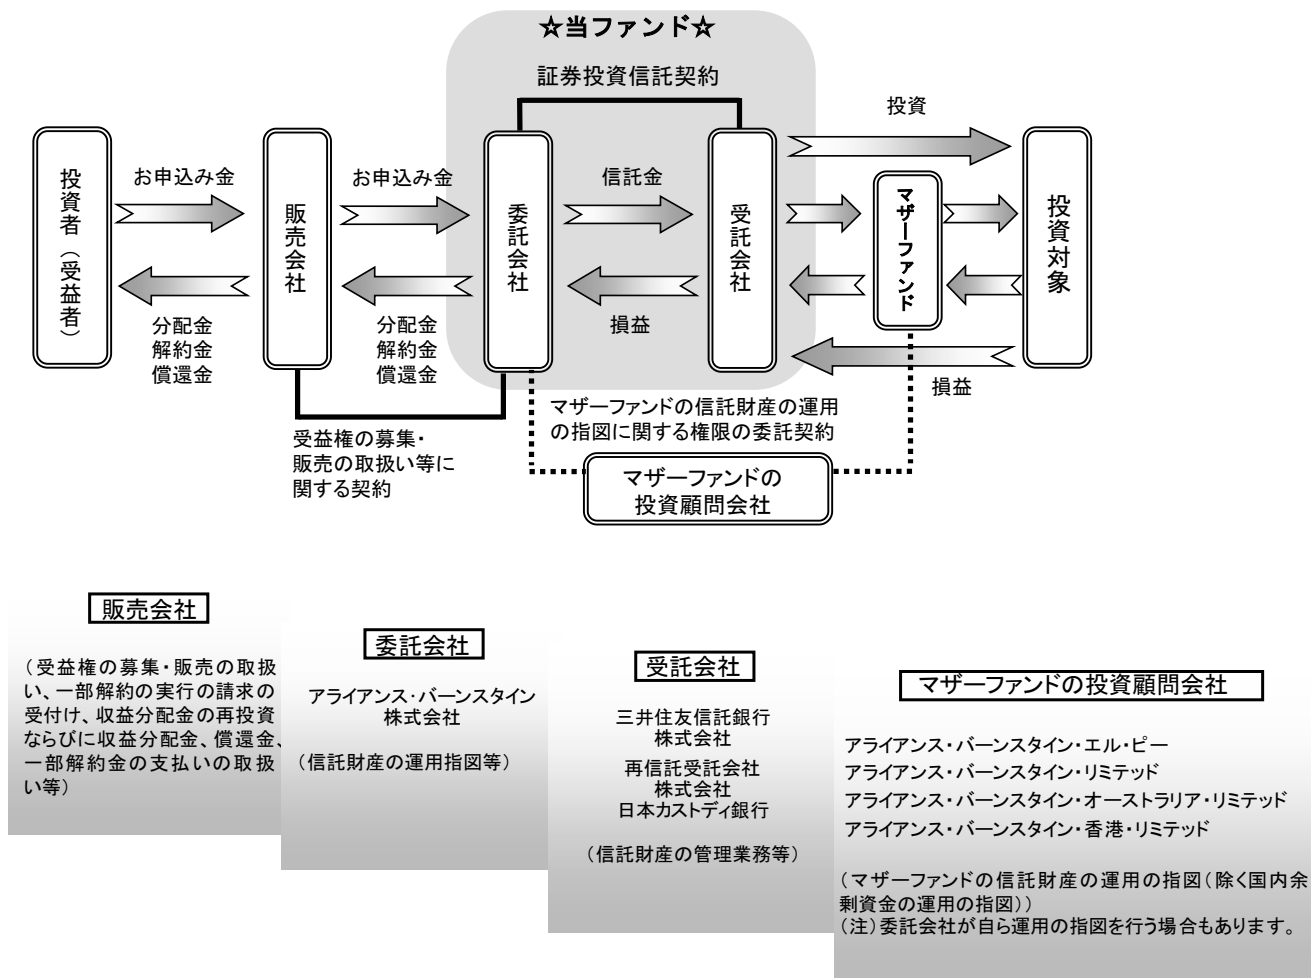 ☆当ファンド☆
証券投資信託契約
投資
投資者（受益者）
お申込み金
販売会社
お申込み金
委託会社
信託金
受託会社
マザーファンド
投資対象
分配金
解約金
償還金
分配金
解約金
償還金
損益
損益
受益権の募集・
販売の取扱い等に
関する契約
マザーファンドの信託財産の運用
の指図に関する権限の委託契約
マザーファンドの
投資顧問会社
販売会社
（受益権の募集・販売の取扱
い、一部解約の実行の請求の
受付け、収益分配金の再投資
ならびに収益分配金、償還金、
一部解約金の支払いの取扱
い等）
委託会社
アライアンス・バーンスタイン
株式会社
（信託財産の運用指図等）
受託会社
三井住友信託銀行
株式会社
再信託受託会社
株式会社
日本カストディ銀行
（信託財産の管理業務等）
マザーファンドの投資顧問会社
アライアンス・バーンスタイン・エル・ピー
アライアンス・バーンスタイン・リミテッド
アライアンス・バーンスタイン・オーストラリア・リミテッド
アライアンス・バーンスタイン・香港・リミテッド
（マザーファンドの信託財産の運用の指図（除く国内余
剰資金の運用の指図））
（注）委託会社が自ら運用の指図を行う場合もあります。